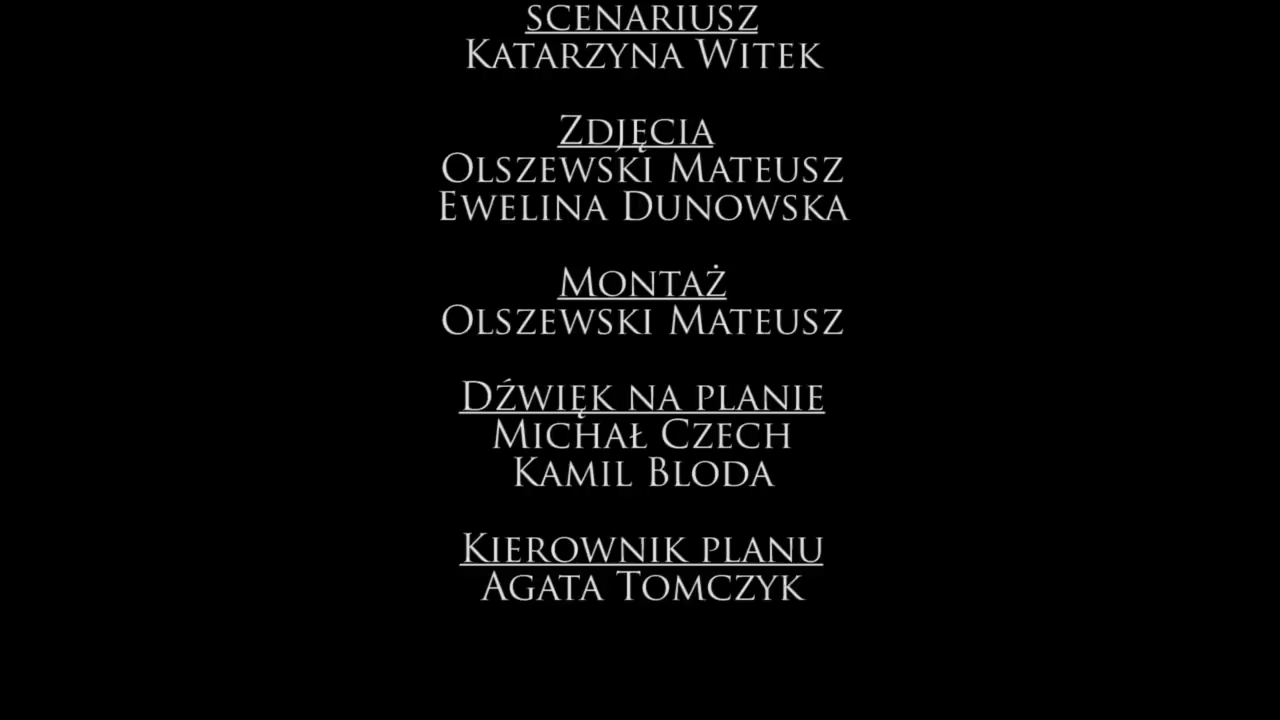 SCENARIUSZ
KATARZYNA WITEK
ZDJĘCIA
OLSZEWSKI MATEUSZ
EWELINA DUNOWSKA
MONTAŻ
OLSZEWSKI MATEUSZ
DŹWIĘK NA PLANIE
MICHAŁ CZECH
KAMIL BLODA
KIEROWNIK PLANU
AGATA TOMCZYK